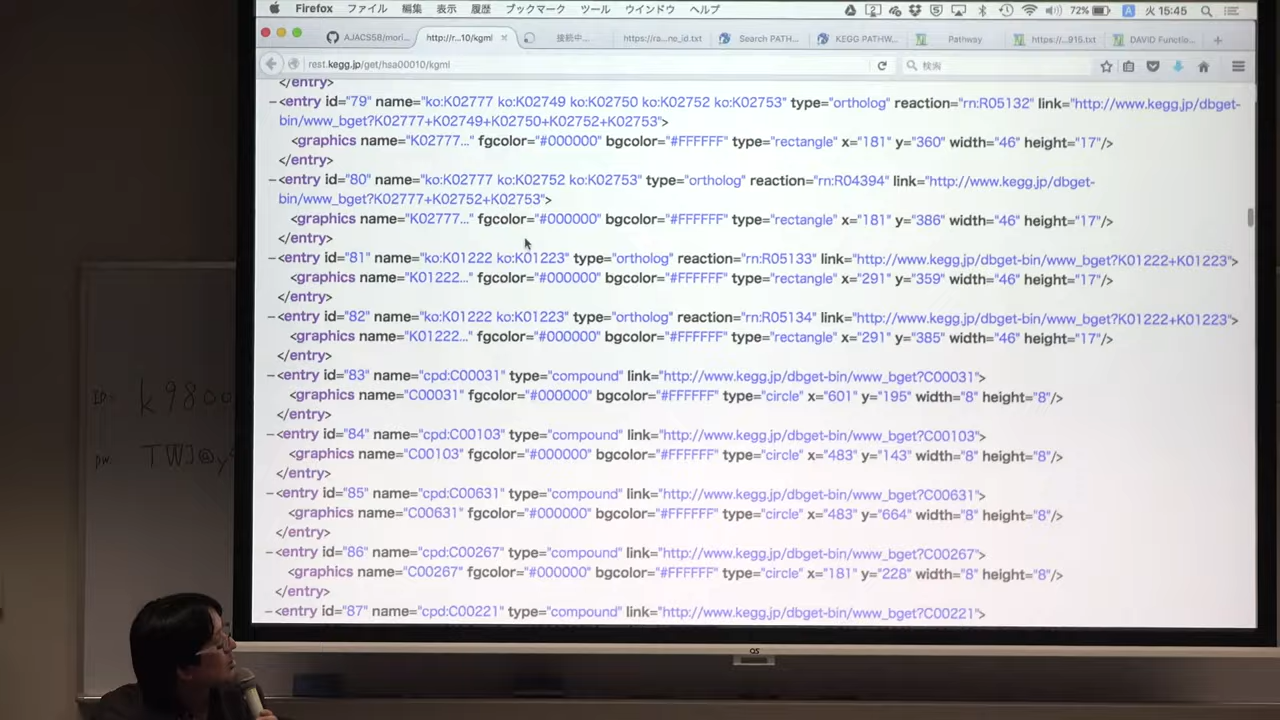 Firefox ファイル 編集 表示 履歴 ブックマーク ツール ウインドウ ヘルプ 72% A 火 15:45
AJACS58/mori... http://r...10/kgml 接続中... https://ra...ne_id.txt Search PATH... KEGG PATHW... Pathway https://...915.txt DAVID Functio...
rest.kegg.jp/get/hsa00010/kgml 検索
</entry>
–<entry id="79" name="ko:K02777 ko:K02749 ko:K02750 ko:K02752 ko:K02753" type="ortholog" reaction="rn:R05132" link="http://www.kegg.jp/dbget-
bin/www_bget?K02777+K02749+K02750+K02752+K02753">
<graphics name="K02777..." fgcolor="#000000" bgcolor="#FFFFFF" type="rectangle" x="181" y="360" width="46" height="17"/>
</entry>
–<entry id="80" name="ko:K02777 ko:K02752 ko:K02753" type="ortholog" reaction="rn:R04394" link="http://www.kegg.jp/dbget-
bin/www_bget?K02777+K02752+K02753">
<graphics name="K02777..." fgcolor="#000000" bgcolor="#FFFFFF" type="rectangle" x="181" y="386" width="46" height="17"/>
</entry>
–<entry id="81" name="ko:K01222 ko:K01223" type="ortholog" reaction="rn:R05133" link="http://www.kegg.jp/dbget-bin/www_bget?K01222+K01223">
<graphics name="K01222..." fgcolor="#000000" bgcolor="#FFFFFF" type="rectangle" x="291" y="359" width="46" height="17"/>
</entry>
–<entry id="82" name="ko:K01222 ko:K01223" type="ortholog" reaction="rn:R05134" link="http://www.kegg.jp/dbget-bin/www_bget?K01222+K01223">
<graphics name="K01222..." fgcolor="#000000" bgcolor="#FFFFFF" type="rectangle" x="291" y="385" width="46" height="17"/>
</entry>
–<entry id="83" name="cpd:C00031" type="compound" link="http://www.kegg.jp/dbget-bin/www_bget?C00031">
<graphics name="C00031" fgcolor="#000000" bgcolor="#FFFFFF" type="circle" x="601" y="195" width="8" height="8"/>
</entry>
–<entry id="84" name="cpd:C00103" type="compound" link="http://www.kegg.jp/dbget-bin/www_bget?C00103">
<graphics name="C00103" fgcolor="#000000" bgcolor="#FFFFFF" type="circle" x="483" y="143" width="8" height="8"/>
</entry>
–<entry id="85" name="cpd:C00631" type="compound" link="http://www.kegg.jp/dbget-bin/www_bget?C00631">
<graphics name="C00631" fgcolor="#000000" bgcolor="#FFFFFF" type="circle" x="483" y="664" width="8" height="8"/>
</entry>
–<entry id="86" name="cpd:C00267" type="compound" link="http://www.kegg.jp/dbget-bin/www_bget?C00267">
<graphics name="C00267" fgcolor="#000000" bgcolor="#FFFFFF" type="circle" x="181" y="228" width="8" height="8"/>
</entry>
–<entry id="87" name="cpd:C00221" type="compound" link="http://www.kegg.jp/dbget-bin/www_bget?C00221">
ID: k9800
PW:
OS